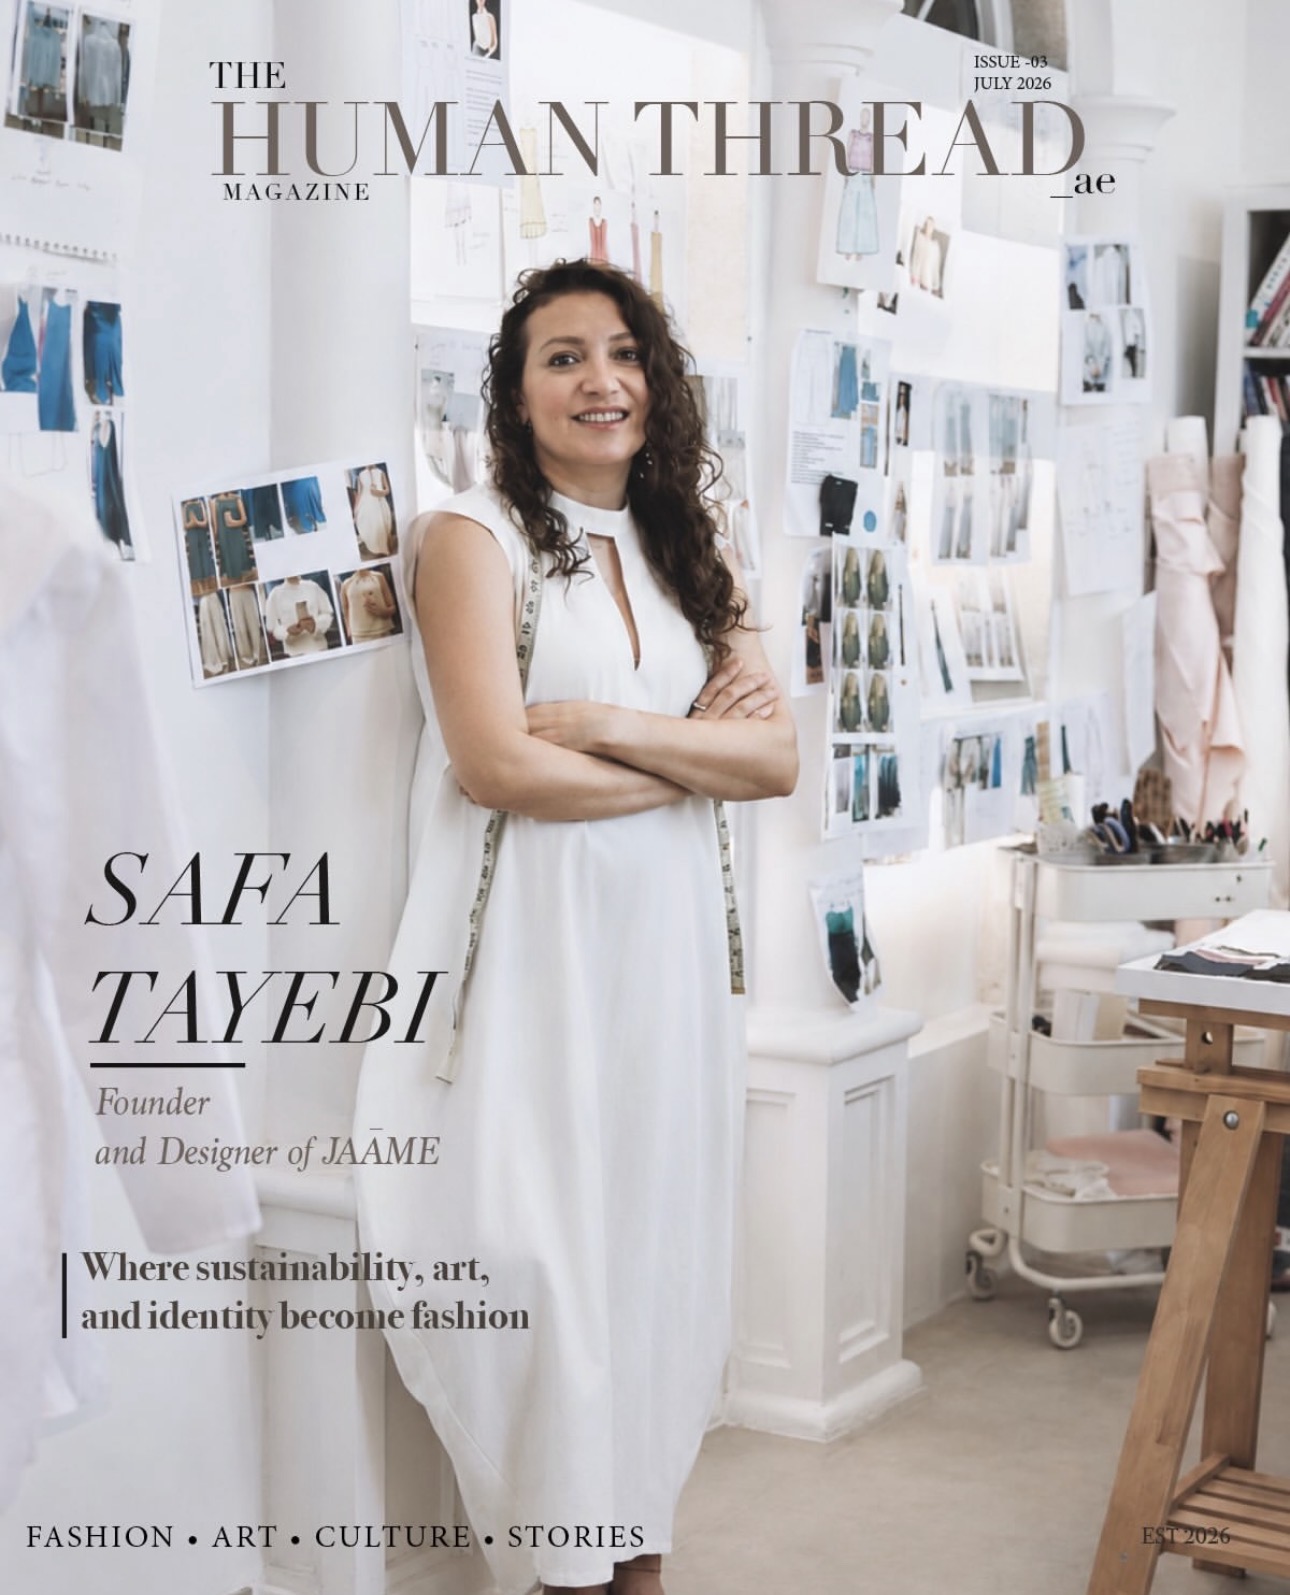 THE
ISSUE -03
JULY 2026
HUMAN THREAD
_ae
MAGAZINE
SAFA
TAYEBI
Founder
and Designer of JAĀME
Where sustainability, art,
and identity become fashion
FASHION • ART • CULTURE • STORIES
EST 2026